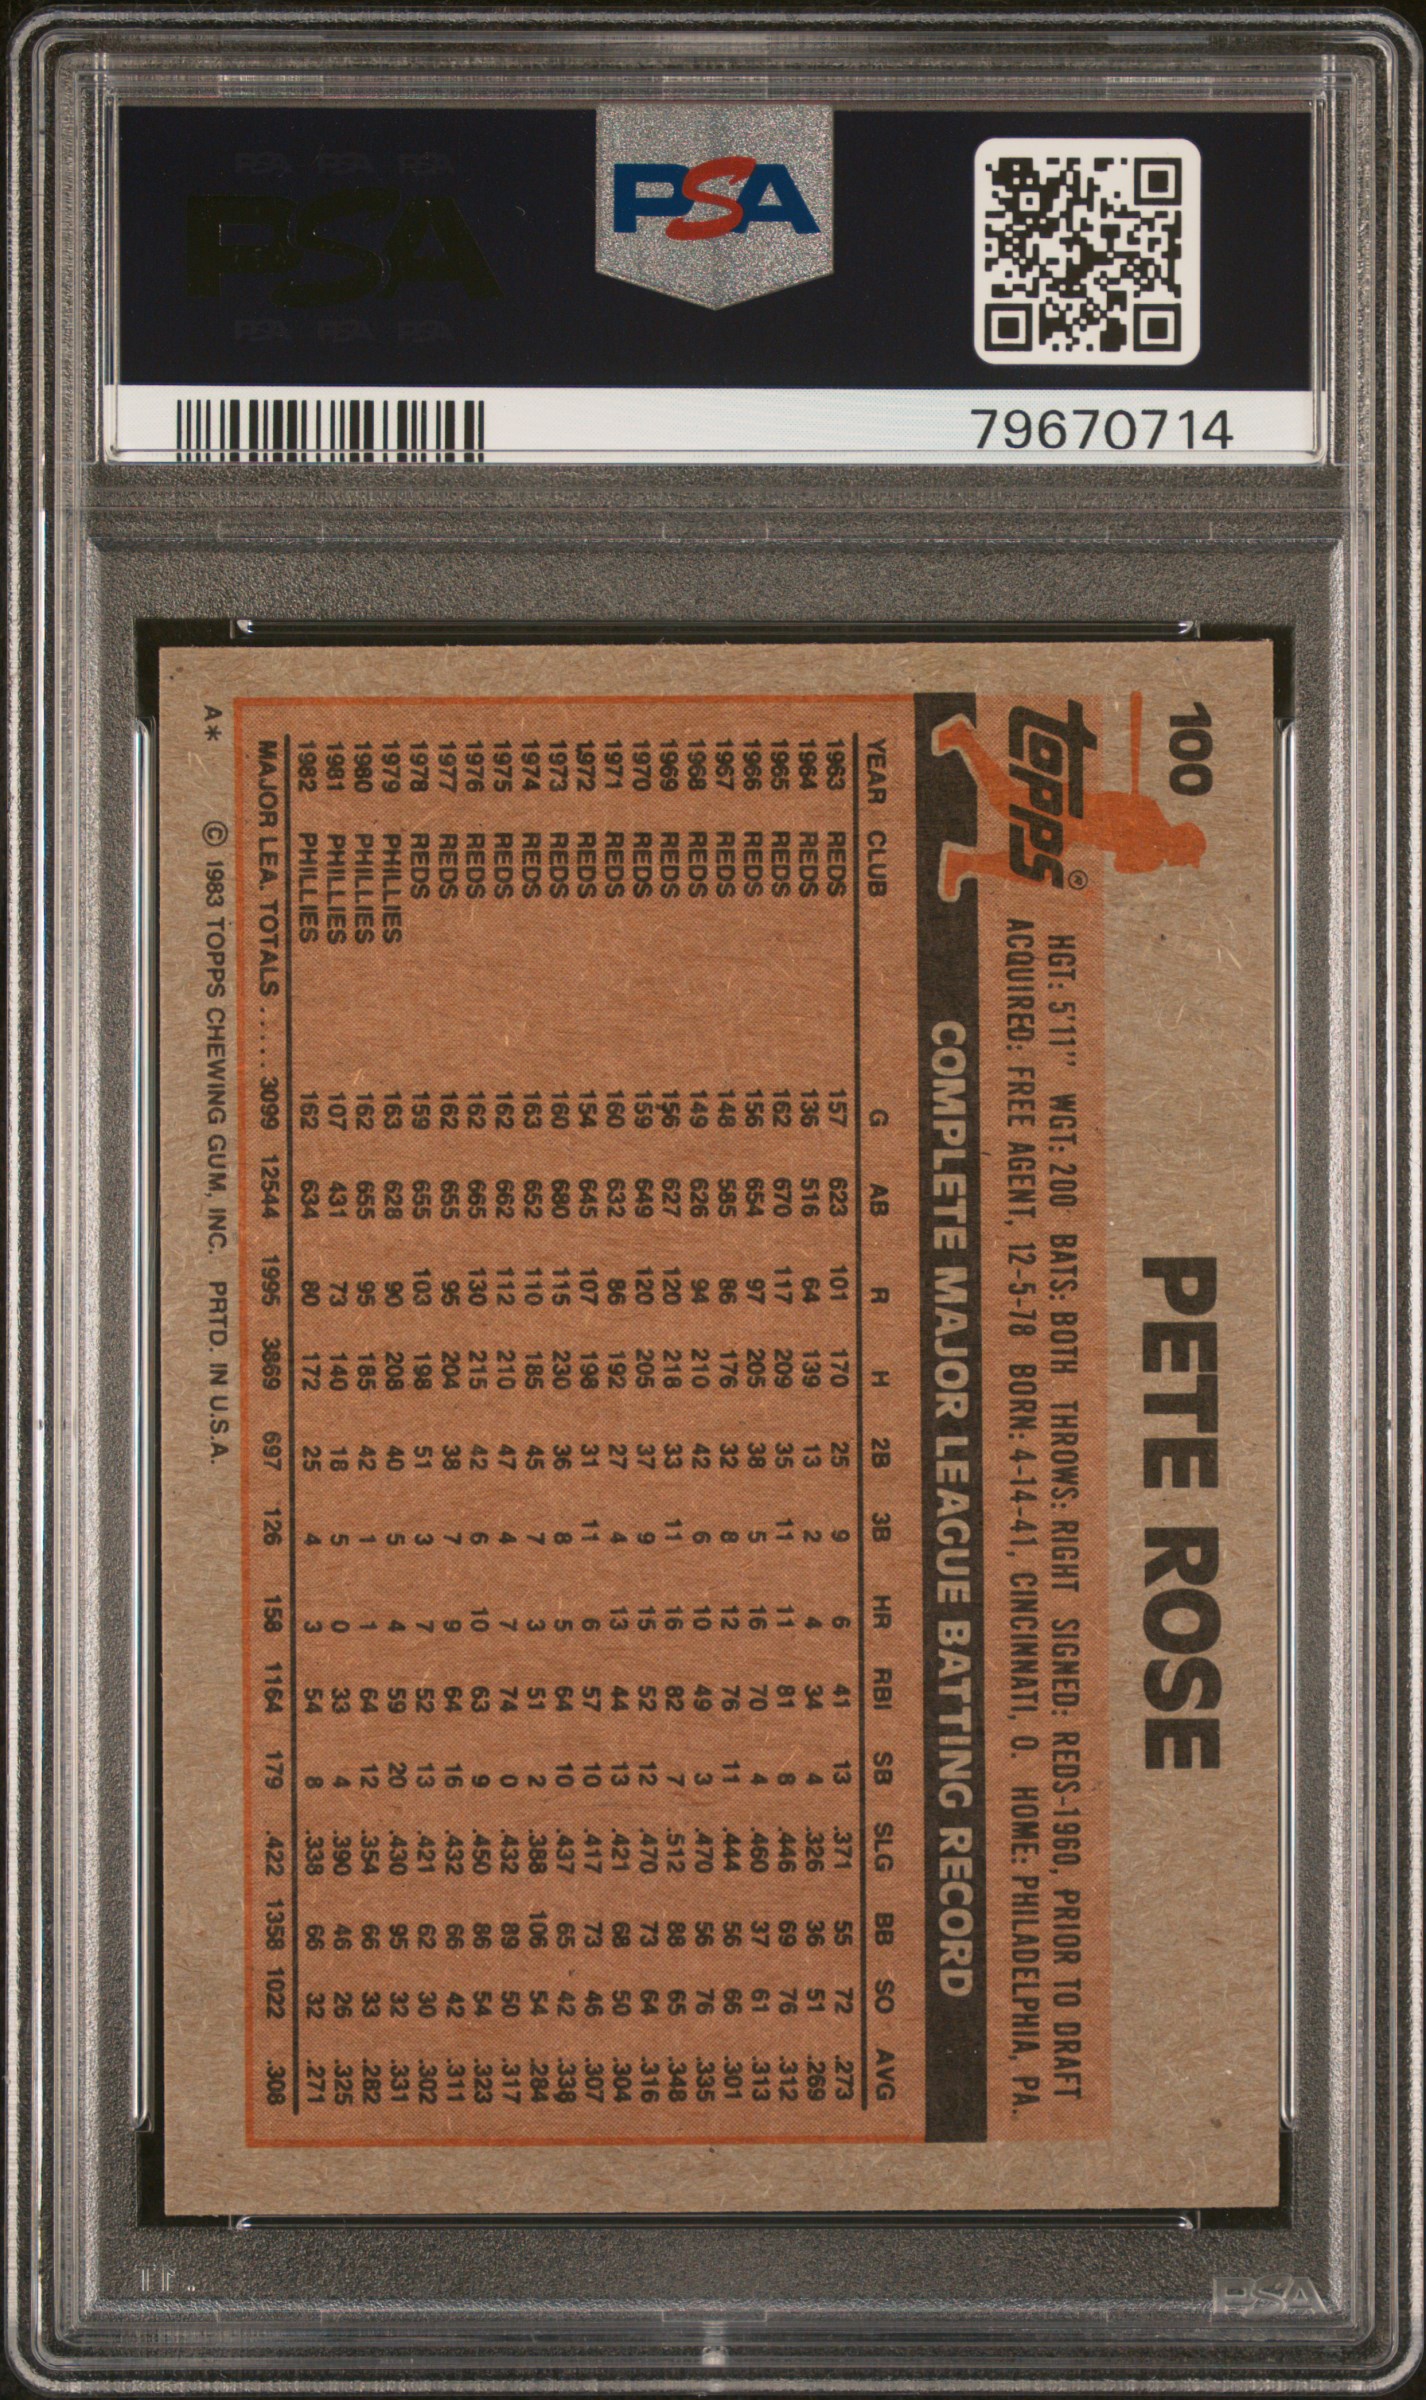 PSA PSA PSA
PSA
PSA PSA PSA
PSA
79670714
100 PETE ROSE
topps®
HGT: 5'11" WGT: 200 BATS: BOTH THROWS: RIGHT SIGNED: REDS-1960, PRIOR TO DRAFT
ACQUIRED: FREE AGENT, 12-5-78 BORN: 4-14-41, CINCINNATI, O. HOME: PHILADELPHIA, PA.
COMPLETE MAJOR LEAGUE BATTING RECORD
YEAR CLUB G AB R H 2B 3B HR RBI SB SLG BB SO AVG
1963 REDS 157 623 101 170 25 9 6 41 13 .371 55 72 .273
1964 REDS 136 516 64 139 13 2 4 34 4 .326 36 51 .269
1965 REDS 162 670 117 209 35 11 11 81 8 .446 69 76 .312
1966 REDS 156 654 97 205 38 5 16 70 4 .460 37 61 .313
1967 REDS 148 585 86 176 32 8 12 76 11 .444 56 66 .301
1968 REDS 149 626 94 210 42 6 10 49 3 .470 56 76 .335
1969 REDS 156 627 120 218 33 11 16 82 7 .512 88 65 .348
1970 REDS 159 649 120 205 37 9 15 52 12 .470 73 64 .316
1971 REDS 160 632 86 192 27 4 13 44 13 .421 68 50 .304
1972 REDS 154 645 107 198 31 11 6 57 10 .417 73 46 .307
1973 REDS 160 680 115 230 36 8 5 64 10 .437 65 42 .338
1974 REDS 163 652 110 185 45 7 3 51 2 .388 106 54 .284
1975 REDS 162 662 112 210 47 4 7 74 0 .432 89 50 .317
1976 REDS 162 665 130 215 42 6 10 63 9 .450 86 54 .323
1977 REDS 162 655 95 204 38 7 9 64 16 .432 66 42 .311
1978 REDS 159 655 103 198 51 3 7 52 13 .421 62 30 .302
1979 PHILLIES 163 628 90 208 40 5 4 59 20 .430 95 32 .331
1980 PHILLIES 162 655 95 185 42 1 1 64 12 .354 66 33 .282
1981 PHILLIES 107 431 73 140 18 5 0 33 4 .390 46 26 .325
1982 PHILLIES 162 634 80 172 25 4 3 54 8 .338 66 32 .271
MAJOR LEA. TOTALS ..... 3099 12544 1995 3869 697 126 158 1164 179 .422 1358 1022 .308
A* © 1983 TOPPS CHEWING GUM, INC. PRTD. IN U.S.A.
PSA